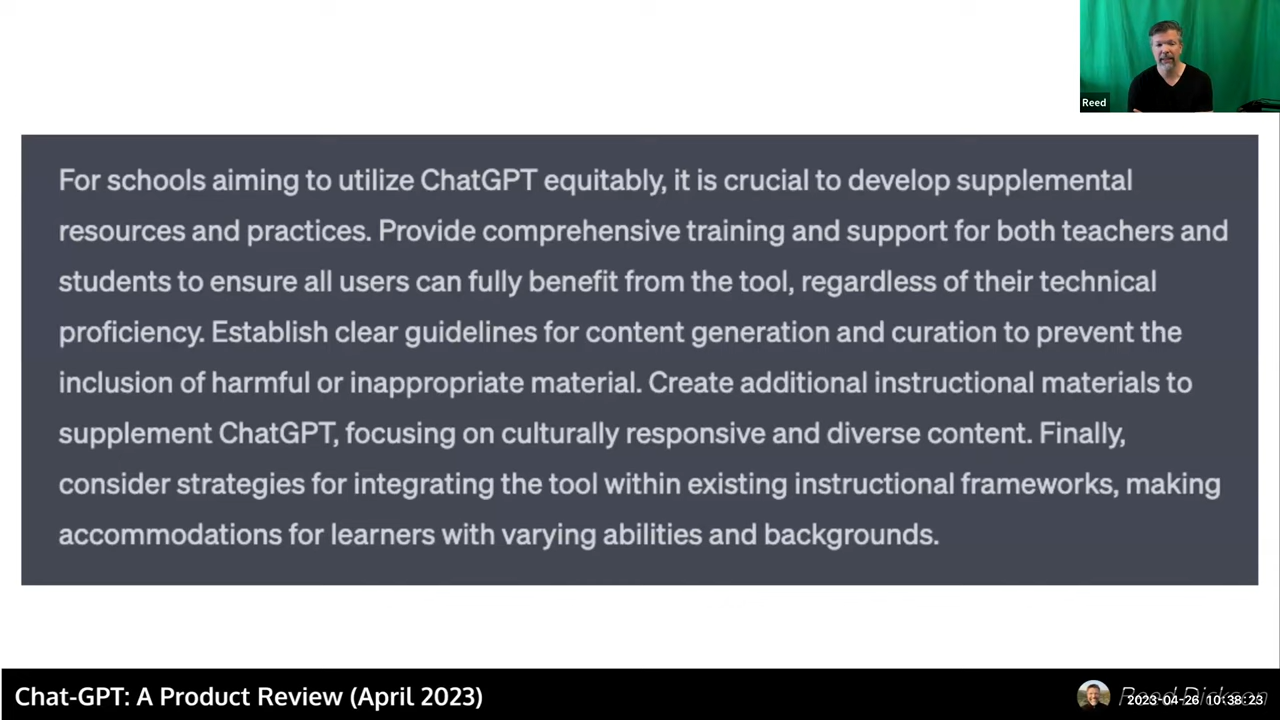 Reed
For schools aiming to utilize ChatGPT equitably, it is crucial to develop supplemental
resources and practices. Provide comprehensive training and support for both teachers and
students to ensure all users can fully benefit from the tool, regardless of their technical
proficiency. Establish clear guidelines for content generation and curation to prevent the
inclusion of harmful or inappropriate material. Create additional instructional materials to
supplement ChatGPT, focusing on culturally responsive and diverse content. Finally,
consider strategies for integrating the tool within existing instructional frameworks, making
accommodations for learners with varying abilities and backgrounds.
Chat-GPT: A Product Review (April 2023)
Reed Dickson
2023-04-26 10:38:23